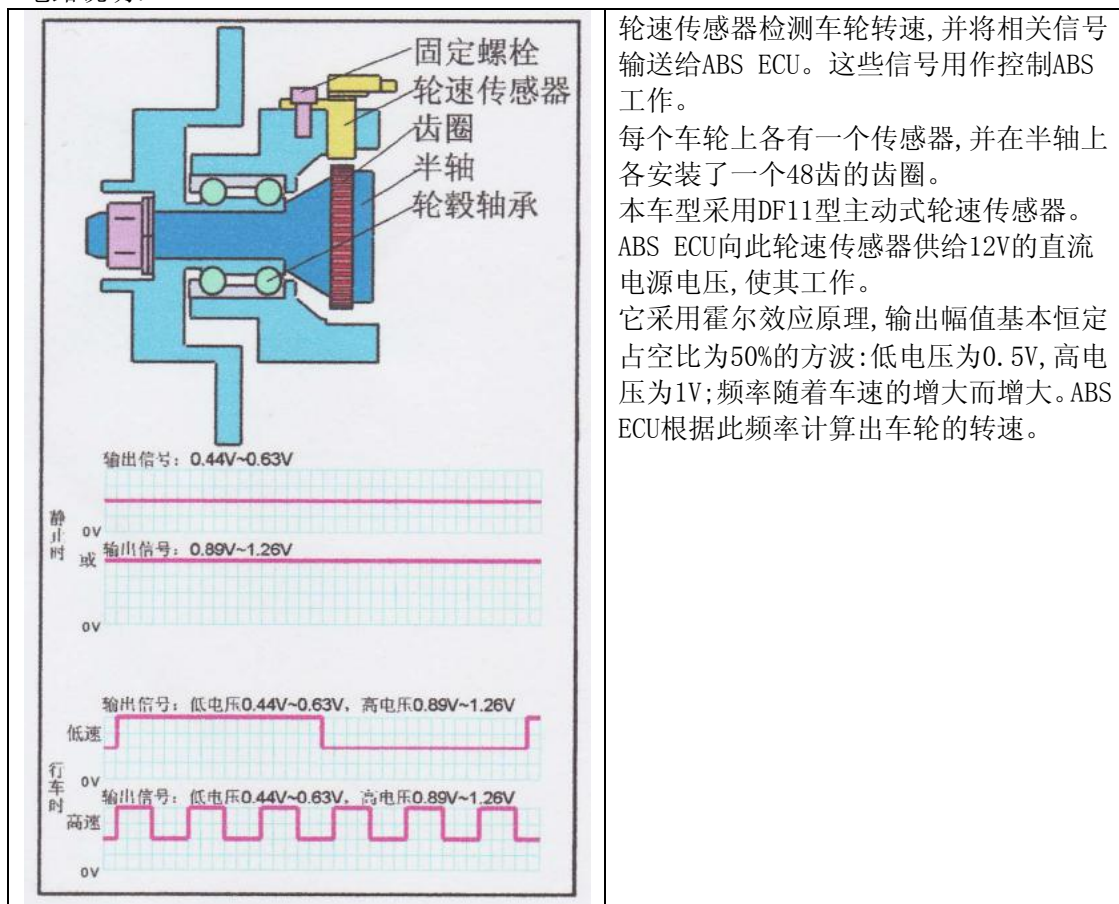 固定螺栓
轮速传感器
齿圈
半轴
轮毂轴承
输出信号：0.44V~0.63V
静止时
0V
或
输出信号：0.89V~1.26V
0V
输出信号：低电压0.44V~0.63V，高电压0.89V~1.26V
低速
行车时
0V
输出信号：低电压0.44V~0.63V，高电压0.89V~1.26V
高速
0V
轮速传感器检测车轮转速,并将相关信号
输送给ABS ECU。这些信号用作控制ABS
工作。
每个车轮上各有一个传感器,并在半轴上
各安装了一个48齿的齿圈。
本车型采用DF11型主动式轮速传感器。
ABS ECU向此轮速传感器供给12V的直流
电源电压,使其工作。
它采用霍尔效应原理,输出幅值基本恒定
占空比为50%的方波:低电压为0.5V,高电
压为1V;频率随着车速的增大而增大。ABS
ECU根据此频率计算出车轮的转速。